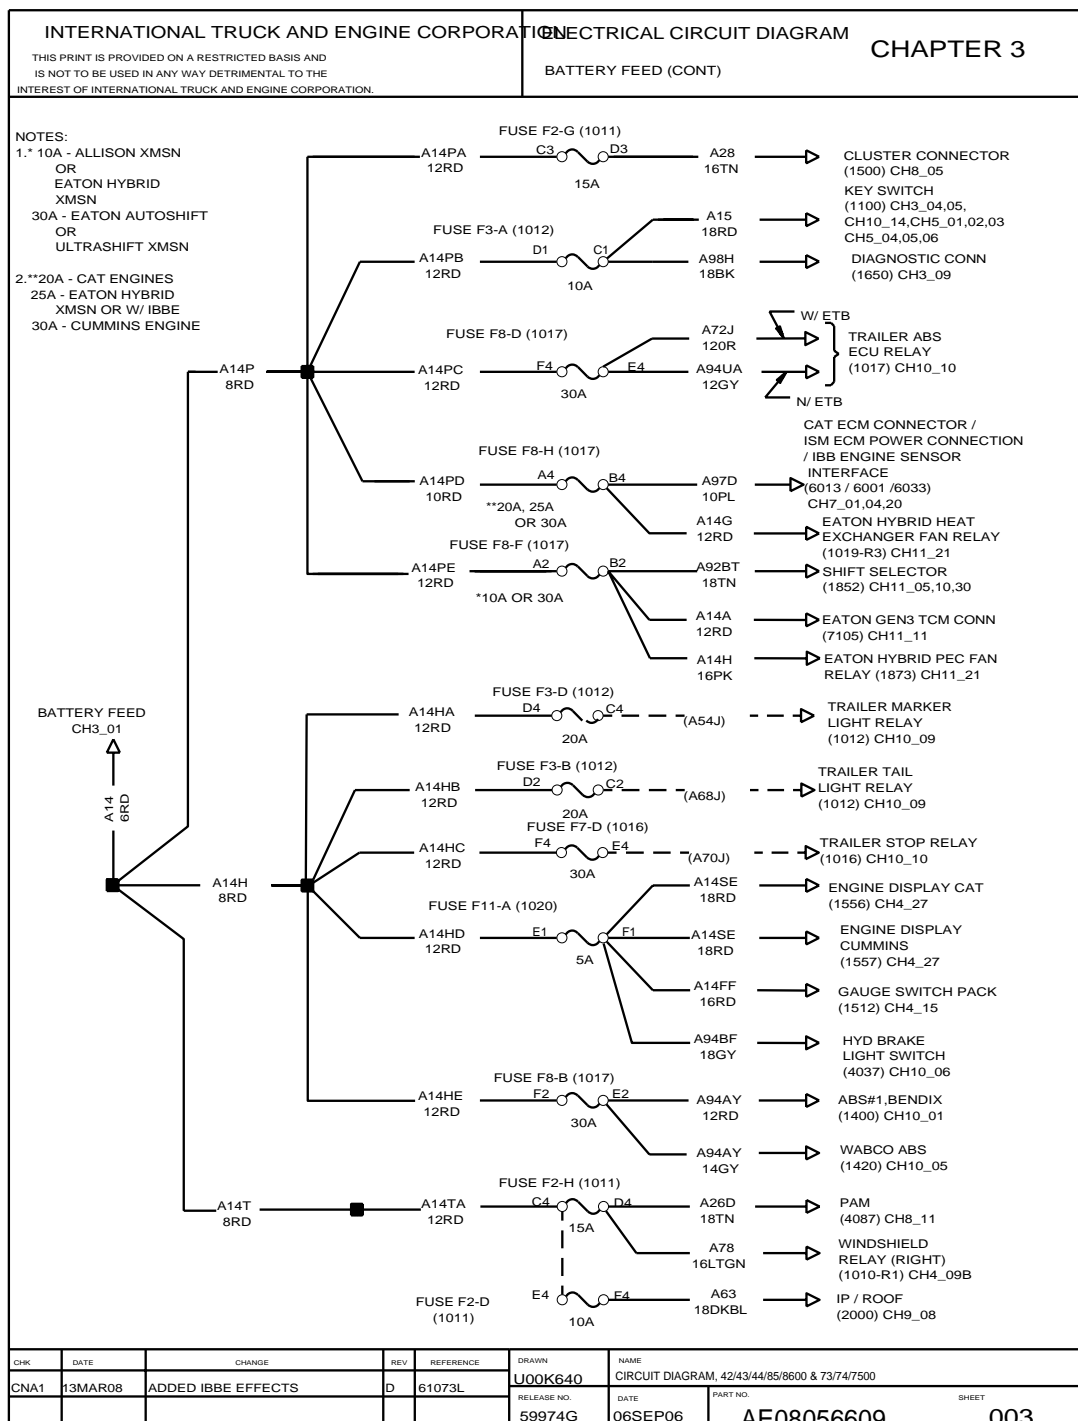 INTERNATIONAL TRUCK AND ENGINE CORPORATION
THIS PRINT IS PROVIDED ON A RESTRICTED BASIS AND
IS NOT TO BE USED IN ANY WAY DETRIMENTAL TO THE
INTEREST OF INTERNATIONAL TRUCK AND ENGINE CORPORATION.
ELECTRICAL CIRCUIT DIAGRAM
BATTERY FEED (CONT)
CHAPTER 3
NOTES:
1.* 10A - ALLISON XMSN
OR
EATON HYBRID
XMSN
30A - EATON AUTOSHIFT
OR
ULTRASHIFT XMSN
2.**20A - CAT ENGINES
25A - EATON HYBRID
XMSN OR W/ IBBE
30A - CUMMINS ENGINE
FUSE F2-G (1011)
A14PA
12RD
C3
D3
15A
A28
16TN
CLUSTER CONNECTOR
(1500) CH8_05
KEY SWITCH
(1100) CH3_04,05,
CH10_14,CH5_01,02,03
CH5_04,05,06
A15
18RD
FUSE F3-A (1012)
A14PB
12RD
D1
C1
10A
A98H
18BK
DIAGNOSTIC CONN
(1650) CH3_09
W/ ETB
A72J
120R
FUSE F8-D (1017)
A14P
8RD
A14PC
12RD
F4
E4
30A
A94UA
12GY
TRAILER ABS
ECU RELAY
(1017) CH10_10
N/ ETB
CAT ECM CONNECTOR /
ISM ECM POWER CONNECTION
/ IBB ENGINE SENSOR
INTERFACE
(6013 / 6001 /6033)
CH7_01,04,20
FUSE F8-H (1017)
A14PD
10RD
A4
B4
**20A, 25A
OR 30A
A97D
10PL
A14G
12RD
EATON HYBRID HEAT
EXCHANGER FAN RELAY
(1019-R3) CH11_21
FUSE F8-F (1017)
A14PE
12RD
A2
B2
*10A OR 30A
A92BT
18TN
SHIFT SELECTOR
(1852) CH11_05,10,30
A14A
12RD
EATON GEN3 TCM CONN
(7105) CH11_11
A14H
16PK
EATON HYBRID PEC FAN
RELAY (1873) CH11_21
BATTERY FEED
CH3_01
A14
6RD
FUSE F3-D (1012)
A14HA
12RD
D4
C4
20A
(A54J)
TRAILER MARKER
LIGHT RELAY
(1012) CH10_09
FUSE F3-B (1012)
A14HB
12RD
D2
C2
20A
(A68J)
TRAILER TAIL
LIGHT RELAY
(1012) CH10_09
FUSE F7-D (1016)
A14HC
12RD
F4
E4
30A
(A70J)
TRAILER STOP RELAY
(1016) CH10_10
A14H
8RD
A14SE
18RD
ENGINE DISPLAY CAT
(1556) CH4_27
FUSE F11-A (1020)
A14HD
12RD
E1
F1
5A
A14SE
18RD
ENGINE DISPLAY
CUMMINS
(1557) CH4_27
A14FF
16RD
GAUGE SWITCH PACK
(1512) CH4_15
A94BF
18GY
HYD BRAKE
LIGHT SWITCH
(4037) CH10_06
FUSE F8-B (1017)
A14HE
12RD
F2
E2
30A
A94AY
12RD
ABS#1,BENDIX
(1400) CH10_01
A94AY
14GY
WABCO ABS
(1420) CH10_05
FUSE F2-H (1011)
A14T
8RD
A14TA
12RD
C4
D4
15A
A26D
18TN
PAM
(4087) CH8_11
A78
16LTGN
WINDSHIELD
RELAY (RIGHT)
(1010-R1) CH4_09B
FUSE F2-D
(1011)
E4
F4
10A
A63
18DKBL
IP / ROOF
(2000) CH9_08
CHK
DATE
CHANGE
REV
REFERENCE
CNA1
13MAR08
ADDED IBBE EFFECTS
D
61073L
DRAWN
U00K640
NAME
CIRCUIT DIAGRAM, 42/43/44/85/8600 & 73/74/7500
RELEASE NO.
59974G
DATE
06SEP06
PART NO.
AE08056609
SHEET
003